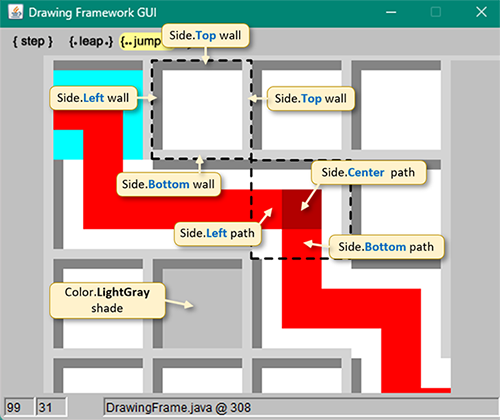 Drawing Framework GUI
{ step }
{.leap.}
{..jump
Side.Top wall
Side.Left wall
Side.Top wall
Side.Bottom wall
Side.Center path
Side.Left path
Side.Bottom path
Color.LightGray
shade
99
31
DrawingFrame.java @ 308